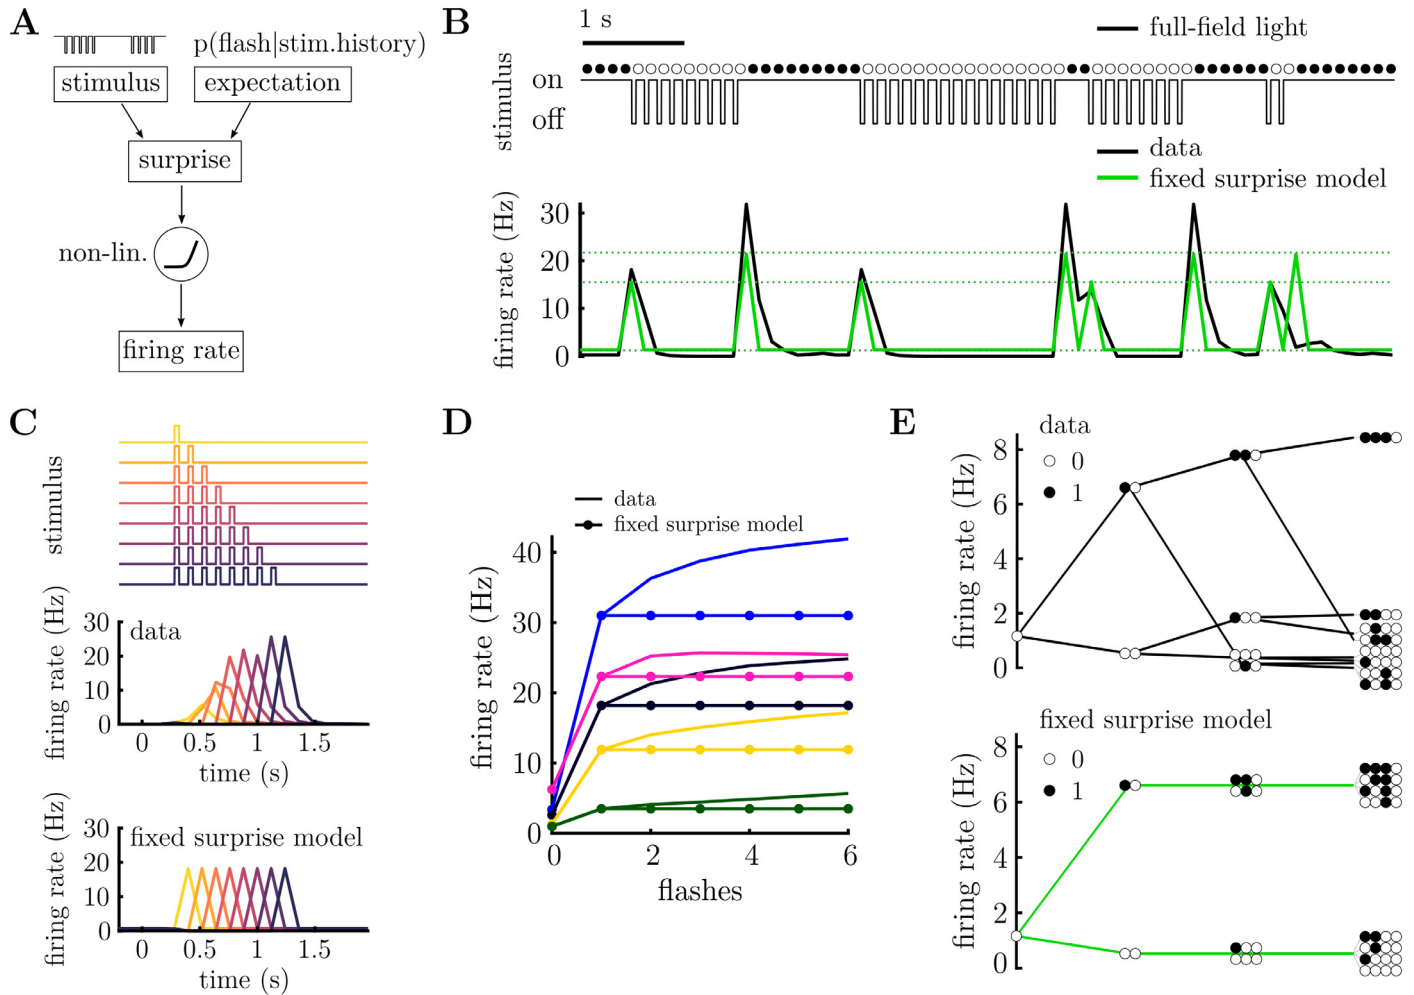 A
p(flash|stim.history)
stimulus
expectation
surprise
non-lin.
firing rate
B
1 s
full-field light
stimulus
on
off
data
fixed surprise model
firing rate (Hz)
30
20
10
0
C
stimulus
firing rate (Hz)
30
20
10
0
data
0
0.5
1
1.5
time (s)
firing rate (Hz)
30
20
10
0
fixed surprise model
0
0.5
1
1.5
time (s)
D
data
fixed surprise model
firing rate (Hz)
40
30
20
10
0
0
2
4
6
flashes
E
data
0
1
firing rate (Hz)
8
6
4
2
0
fixed surprise model
0
1
firing rate (Hz)
8
6
4
2
0